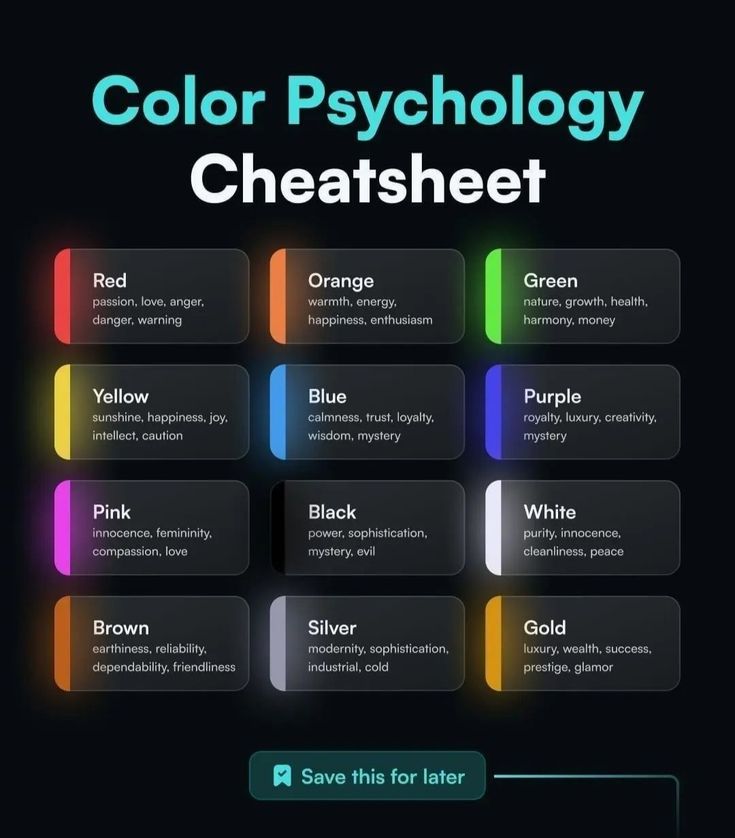 Color Psychology
Cheatsheet
Red
passion, love, anger,
danger, warning
Orange
warmth, energy,
happiness, enthusiasm
Green
nature, growth, health,
harmony, money
Yellow
sunshine, happiness, joy,
intellect, caution
Blue
calmness, trust, loyalty,
wisdom, mystery
Purple
royalty, luxury, creativity,
mystery
Pink
innocence, femininity,
compassion, love
Black
power, sophistication,
mystery, evil
White
purity, innocence,
cleanliness, peace
Brown
earthiness, reliability,
dependability, friendliness
Silver
modernity, sophistication,
industrial, cold
Gold
luxury, wealth, success,
prestige, glamor
Save this for later